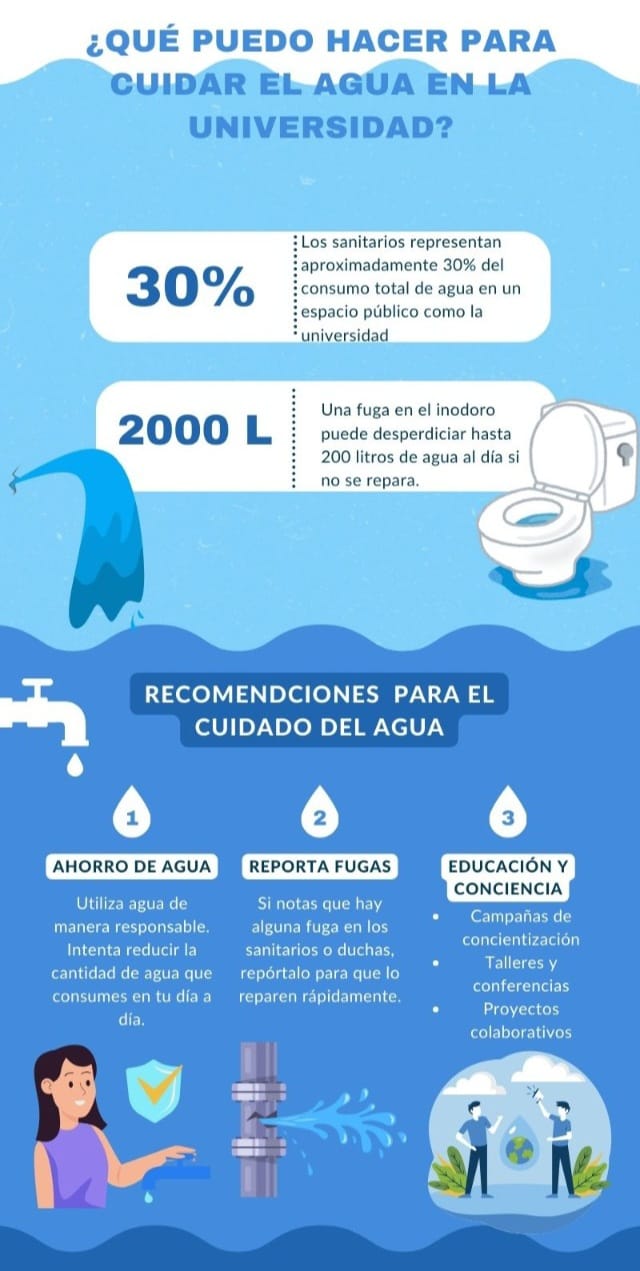 ¿QUÉ PUEDO HACER PARA
CUIDAR EL AGUA EN LA
UNIVERSIDAD?
30%
Los sanitarios representan
aproximadamente 30% del
consumo total de agua en un
espacio público como la
universidad
2000 L
Una fuga en el inodoro
puede desperdiciar hasta
200 litros de agua al día si
no se repara.
RECOMENDCIONES PARA EL
CUIDADO DEL AGUA
1
AHORRO DE AGUA
Utiliza agua de
manera responsable.
Intenta reducir la
cantidad de agua que
consumes en tu día a
día.
2
REPORTA FUGAS
Si notas que hay
alguna fuga en los
sanitarios o duchas,
repórtalo para que lo
reparen rápidamente.
3
EDUCACIÓN Y
CONCIENCIA
• Campañas de
concientización
• Talleres y
conferencias
• Proyectos
colaborativos